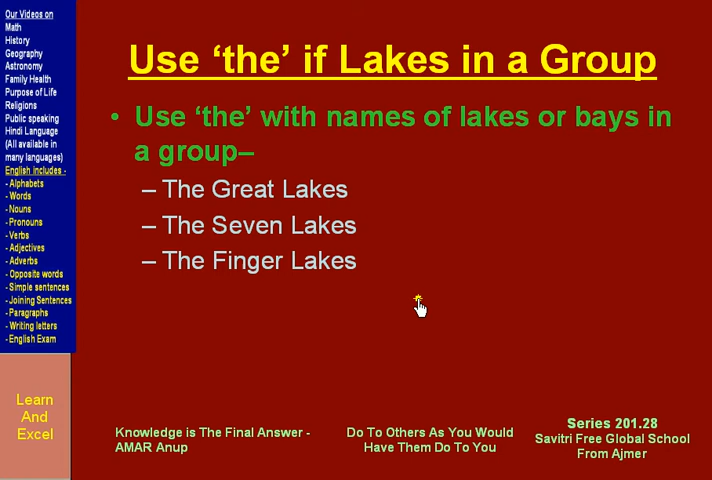 Our Videos on
Math
History
Geography
Astronomy
Family Health
Purpose of Life
Religions
Public speaking
Hindi Language
(All available in
many languages)
English includes -
- Alphabets
- Words
- Nouns
- Pronouns
- Verbs
- Adjectives
- Adverbs
- Opposite words
- Simple sentences
- Joining Sentences
- Paragraphs
- Writing letters
- English Exam
Learn
And
Excel
Use ‘the’ if Lakes in a Group
• Use ‘the’ with names of lakes or bays in
a group–
– The Great Lakes
– The Seven Lakes
– The Finger Lakes
Knowledge is The Final Answer -
AMAR Anup
Do To Others As You Would
Have Them Do To You
Series 201.28
Savitri Free Global School
From Ajmer